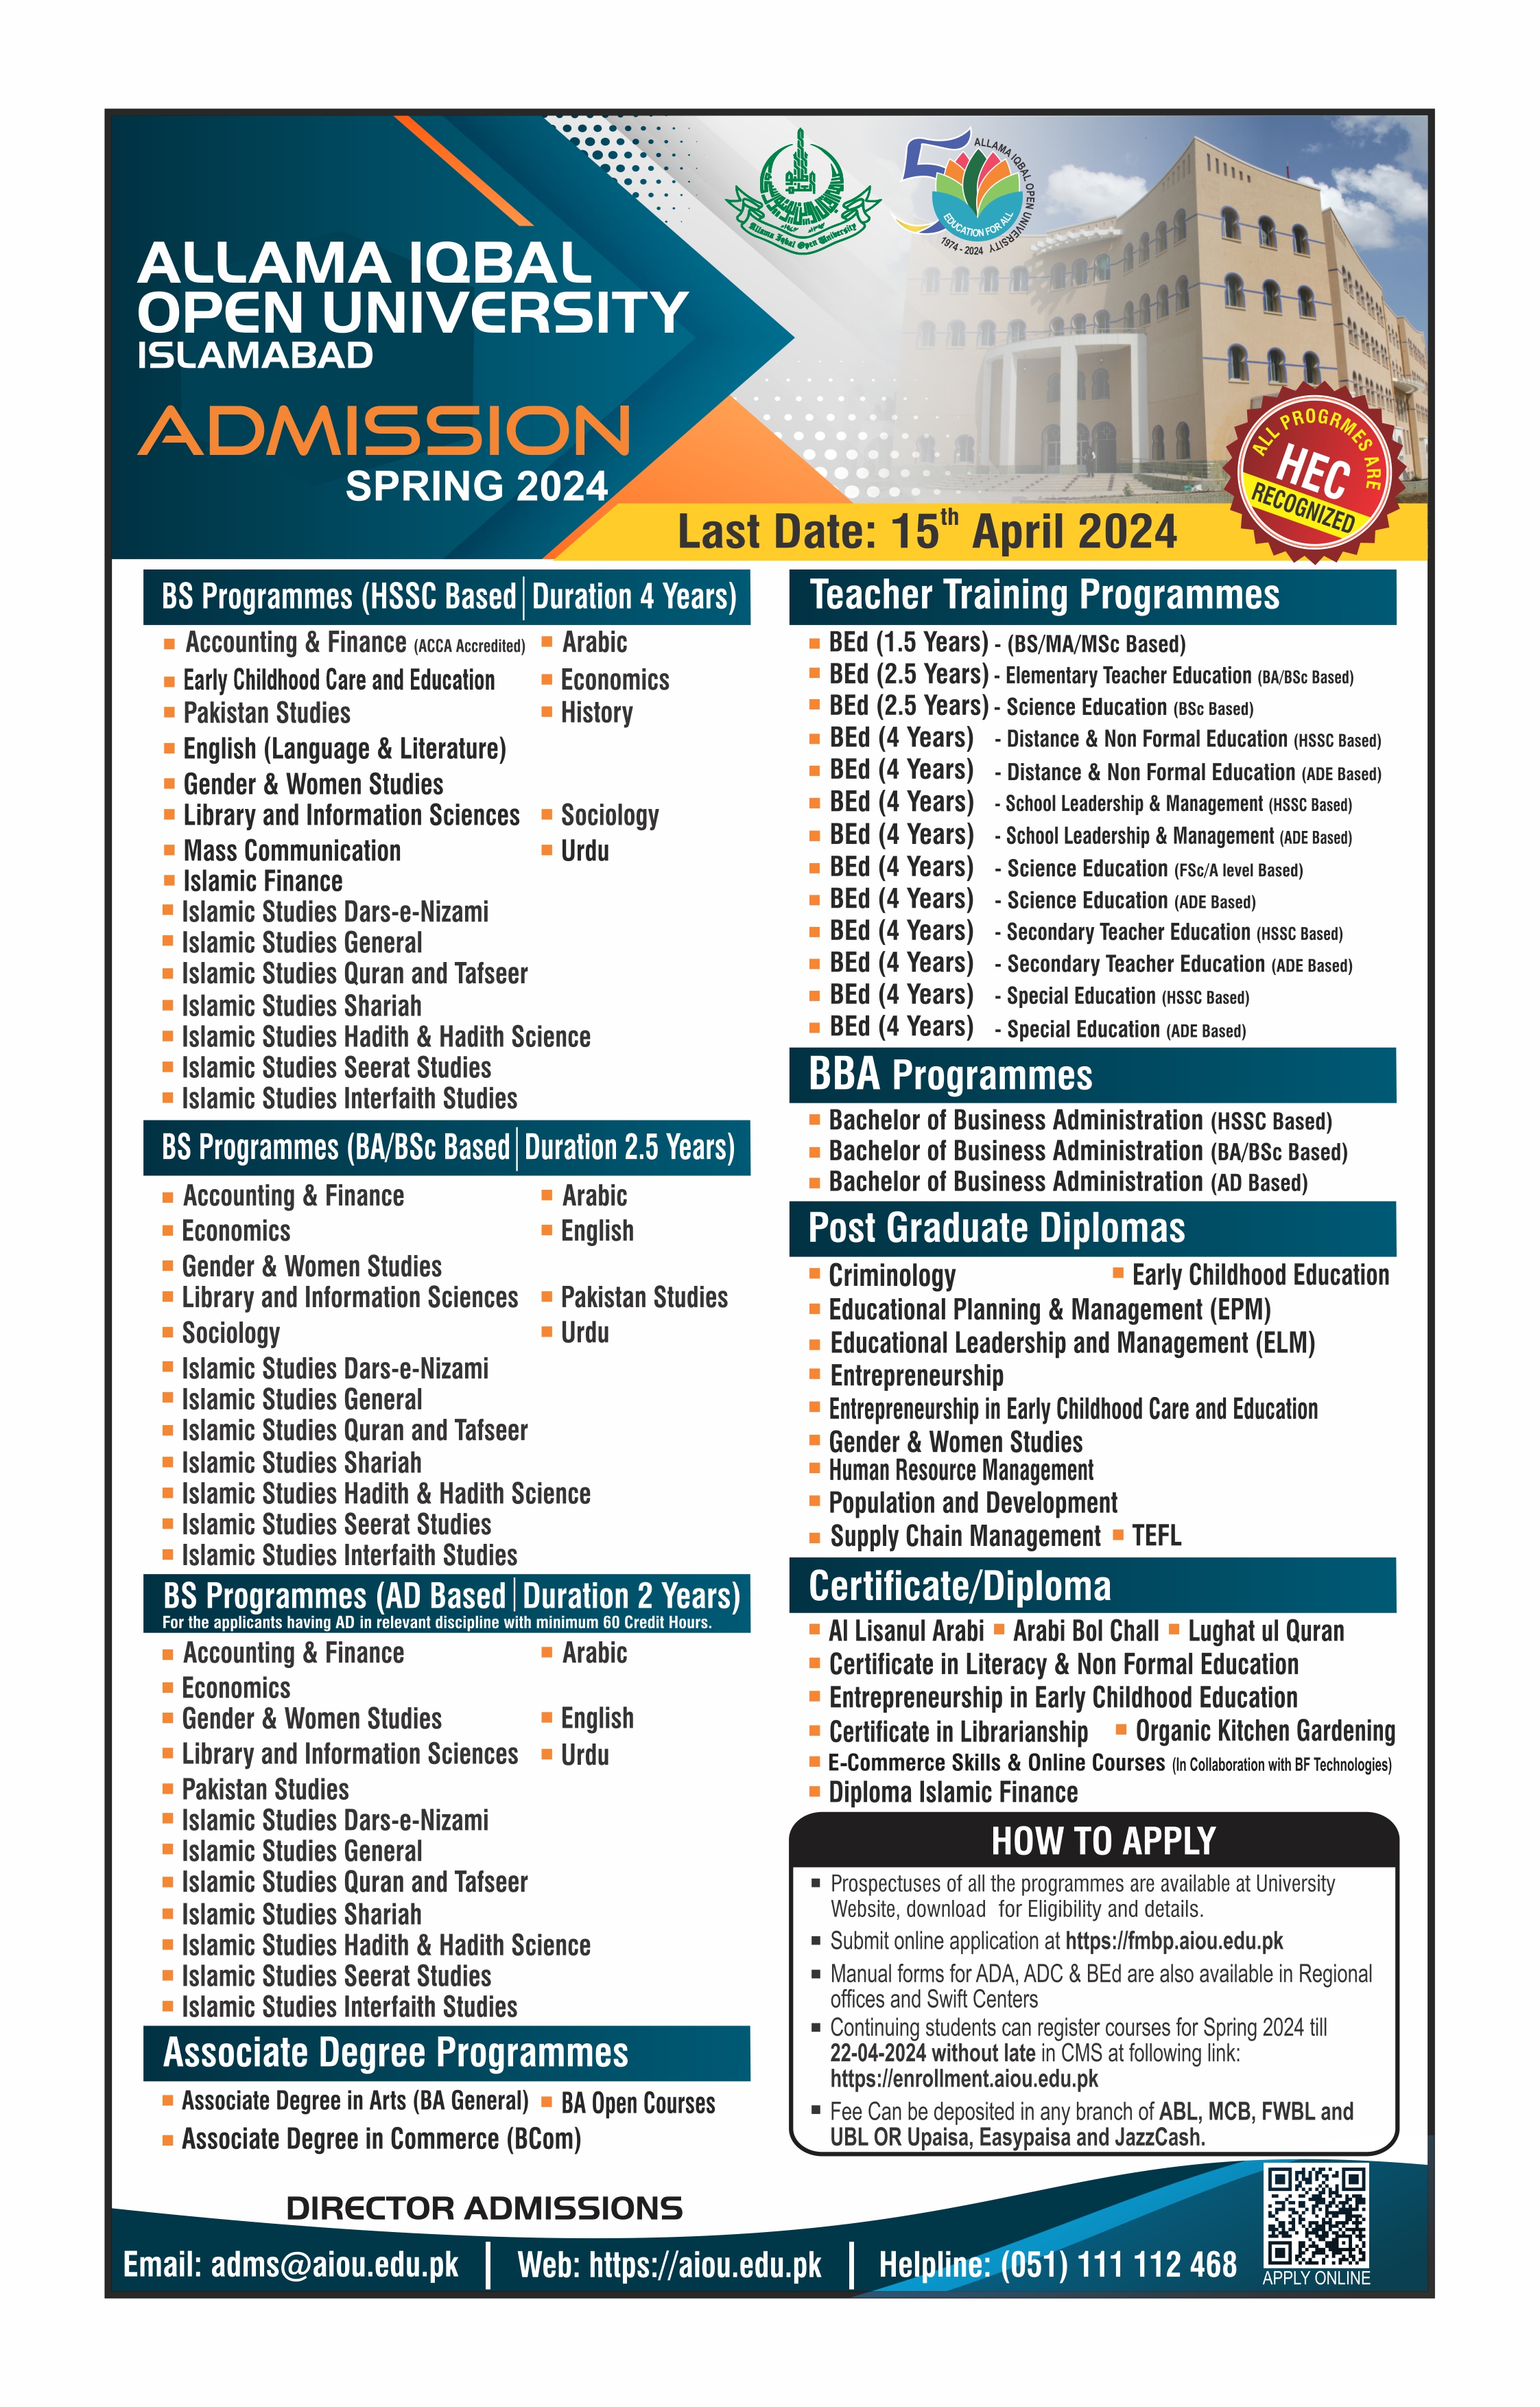 ALLAMA IQBAL
OPEN UNIVERSITY
ISLAMABAD
ADMISSION
SPRING 2024
Allama Iqbal Open University
5
ALLAMA IQBAL OPEN UNIVERSITY
EDUCATION FOR ALL
1974 - 2024
ALL PROGRMES ARE
HEC
RECOGNIZED
Last Date: 15th April 2024
BS Programmes (HSSC Based | Duration 4 Years)
Accounting & Finance (ACCA Accredited) Arabic
Early Childhood Care and Education Economics
Pakistan Studies History
English (Language & Literature)
Gender & Women Studies
Library and Information Sciences Sociology
Mass Communication Urdu
Islamic Finance
Islamic Studies Dars-e-Nizami
Islamic Studies General
Islamic Studies Quran and Tafseer
Islamic Studies Shariah
Islamic Studies Hadith & Hadith Science
Islamic Studies Seerat Studies
Islamic Studies Interfaith Studies
BS Programmes (BA/BSc Based | Duration 2.5 Years)
Accounting & Finance Arabic
Economics English
Gender & Women Studies
Library and Information Sciences Pakistan Studies
Sociology Urdu
Islamic Studies Dars-e-Nizami
Islamic Studies General
Islamic Studies Quran and Tafseer
Islamic Studies Shariah
Islamic Studies Hadith & Hadith Science
Islamic Studies Seerat Studies
Islamic Studies Interfaith Studies
BS Programmes (AD Based | Duration 2 Years)
For the applicants having AD in relevant discipline with minimum 60 Credit Hours.
Accounting & Finance Arabic
Economics
Gender & Women Studies English
Library and Information Sciences Urdu
Pakistan Studies
Islamic Studies Dars-e-Nizami
Islamic Studies General
Islamic Studies Quran and Tafseer
Islamic Studies Shariah
Islamic Studies Hadith & Hadith Science
Islamic Studies Seerat Studies
Islamic Studies Interfaith Studies
Associate Degree Programmes
Associate Degree in Arts (BA General) BA Open Courses
Associate Degree in Commerce (BCom)
Teacher Training Programmes
BEd (1.5 Years) - (BS/MA/MSc Based)
BEd (2.5 Years) - Elementary Teacher Education (BA/BSc Based)
BEd (2.5 Years) - Science Education (BSc Based)
BEd (4 Years) - Distance & Non Formal Education (HSSC Based)
BEd (4 Years) - Distance & Non Formal Education (ADE Based)
BEd (4 Years) - School Leadership & Management (HSSC Based)
BEd (4 Years) - School Leadership & Management (ADE Based)
BEd (4 Years) - Science Education (FSc/A level Based)
BEd (4 Years) - Science Education (ADE Based)
BEd (4 Years) - Secondary Teacher Education (HSSC Based)
BEd (4 Years) - Secondary Teacher Education (ADE Based)
BEd (4 Years) - Special Education (HSSC Based)
BEd (4 Years) - Special Education (ADE Based)
BBA Programmes
Bachelor of Business Administration (HSSC Based)
Bachelor of Business Administration (BA/BSc Based)
Bachelor of Business Administration (AD Based)
Post Graduate Diplomas
Criminology Early Childhood Education
Educational Planning & Management (EPM)
Educational Leadership and Management (ELM)
Entrepreneurship
Entrepreneurship in Early Childhood Care and Education
Gender & Women Studies
Human Resource Management
Population and Development
Supply Chain Management TEFL
Certificate/Diploma
Al Lisanul Arabi Arabi Bol Chall Lughat ul Quran
Certificate in Literacy & Non Formal Education
Entrepreneurship in Early Childhood Education
Certificate in Librarianship Organic Kitchen Gardening
E-Commerce Skills & Online Courses (In Collaboration with BF Technologies)
Diploma Islamic Finance
HOW TO APPLY
Prospectuses of all the programmes are available at University
Website, download for Eligibility and details.
Submit online application at https://fmbp.aiou.edu.pk
Manual forms for ADA, ADC & BEd are also available in Regional
offices and Swift Centers
Continuing students can register courses for Spring 2024 till
22-04-2024 without late in CMS at following link:
https://enrollment.aiou.edu.pk
Fee Can be deposited in any branch of ABL, MCB, FWBL and
UBL OR Upaisa, Easypaisa and JazzCash.
DIRECTOR ADMISSIONS
Email: adms@aiou.edu.pk | Web: https://aiou.edu.pk | Helpline: (051) 111 112 468
APPLY ONLINE